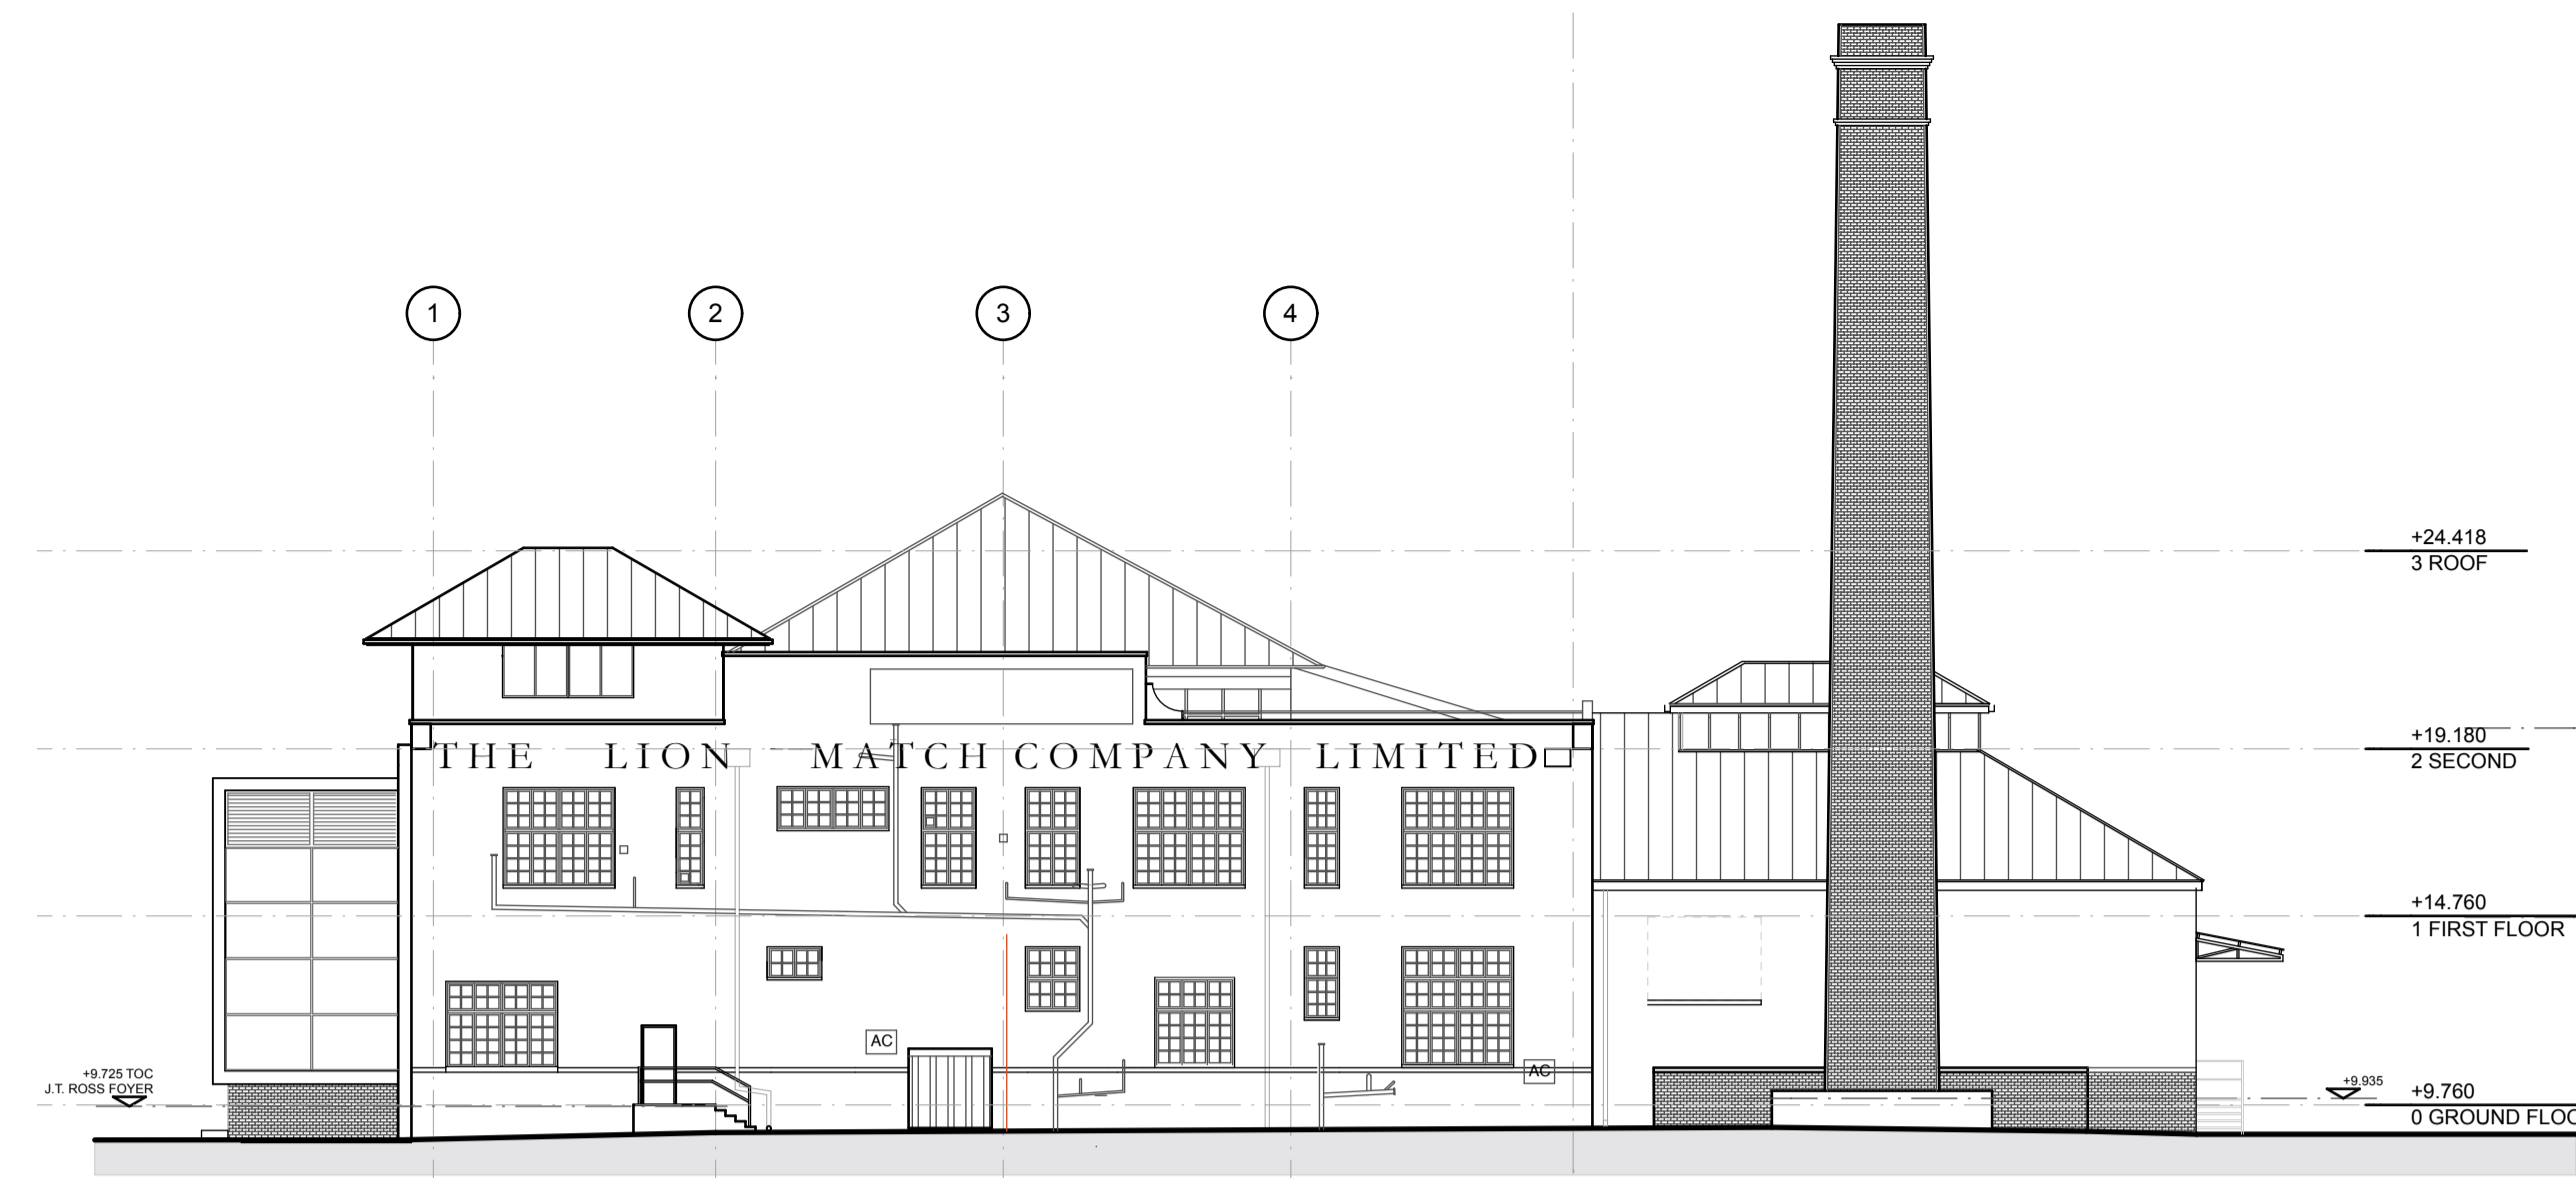 1
2
3
4
+24.418
3 ROOF
+19.180
2 SECOND
THE LION MATCH COMPANY LIMITED
+14.760
1 FIRST FLOOR
AC
AC
+9.725 TOC
J.T. ROSS FOYER
+9.935
+9.760
0 GROUND FLOO